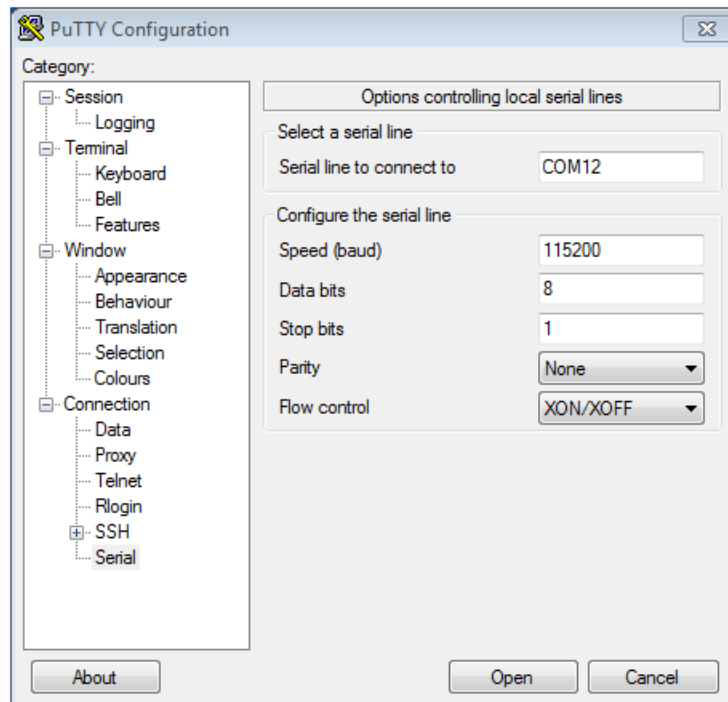 PuTTY Configuration
Category:
Session
Logging
Terminal
Keyboard
Bell
Features
Window
Appearance
Behaviour
Translation
Selection
Colours
Connection
Data
Proxy
Telnet
Rlogin
SSH
Serial
Options controlling local serial lines
Select a serial line
Serial line to connect to COM12
Configure the serial line
Speed (baud) 115200
Data bits 8
Stop bits 1
Parity None
Flow control XON/XOFF
About Open Cancel